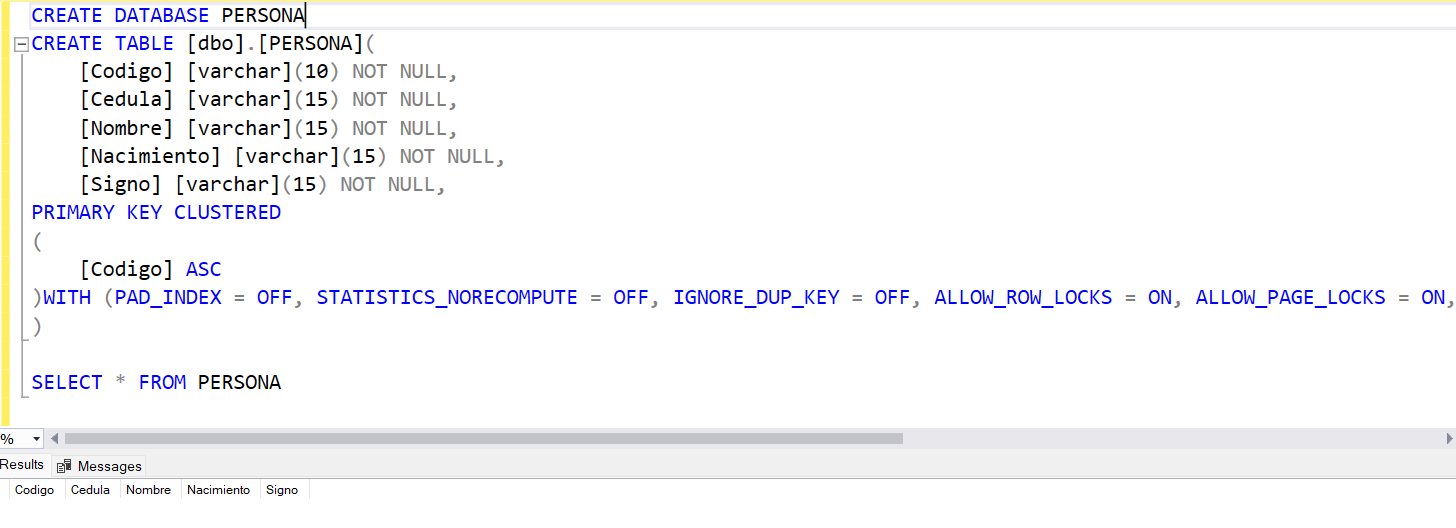 CREATE DATABASE PERSONA
CREATE TABLE [dbo].[PERSONA](
[Codigo] [varchar](10) NOT NULL,
[Cedula] [varchar](15) NOT NULL,
[Nombre] [varchar](15) NOT NULL,
[Nacimiento] [varchar](15) NOT NULL,
[Signo] [varchar](15) NOT NULL,
PRIMARY KEY CLUSTERED
(
[Codigo] ASC
)WITH (PAD_INDEX = OFF, STATISTICS_NORECOMPUTE = OFF, IGNORE_DUP_KEY = OFF, ALLOW_ROW_LOCKS = ON, ALLOW_PAGE_LOCKS = ON,
)
SELECT * FROM PERSONA
%
Results Messages
Codigo Cedula Nombre Nacimiento Signo